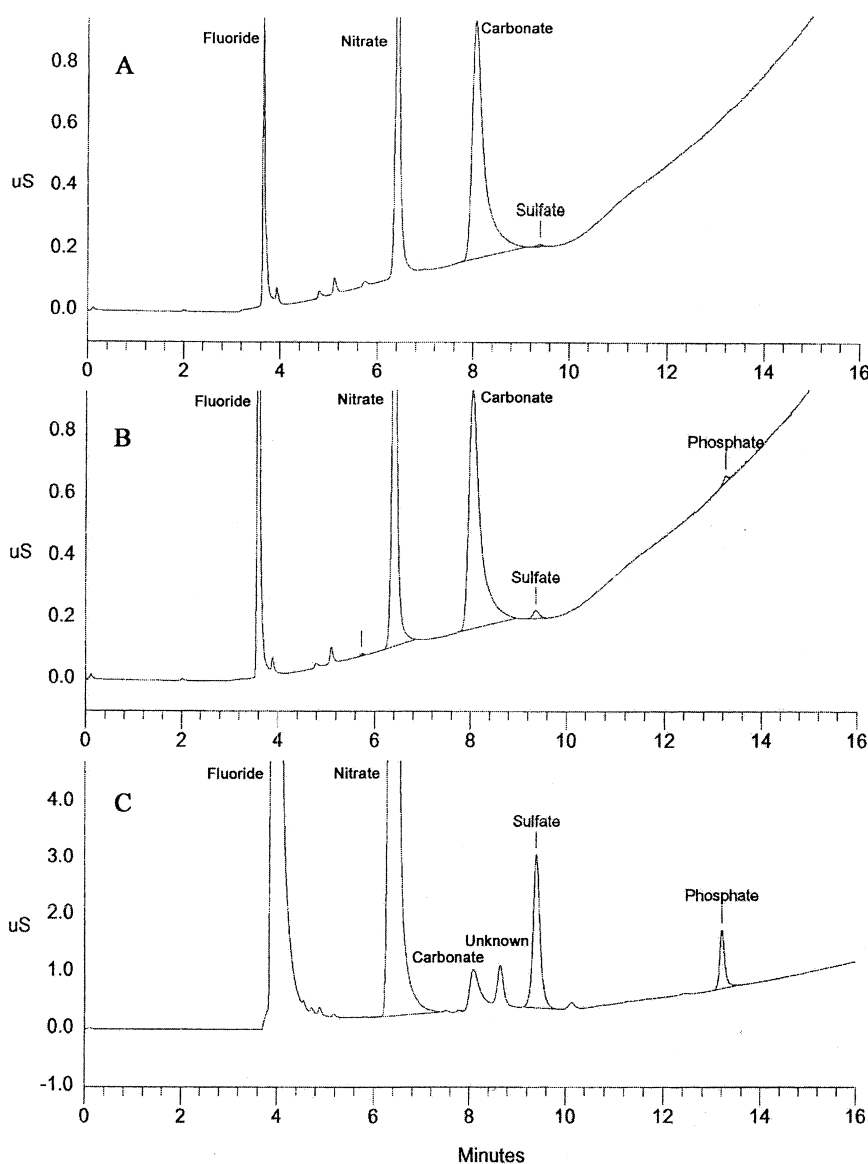 Fluoride Nitrate Carbonate
A
0.8
0.6
uS 0.4
Sulfate
0.2
0.0
0 2 4 6 8 10 12 14 16
Fluoride Nitrate Carbonate
B
0.8
Phosphate
0.6
uS 0.4
Sulfate
0.2
0.0
0 2 4 6 8 10 12 14 16
Fluoride Nitrate
C
4.0
Sulfate
3.0
Phosphate
uS 2.0
Unknown
Carbonate
1.0
0.0
-1.0
0 2 4 6 8 10 12 14 16
Minutes